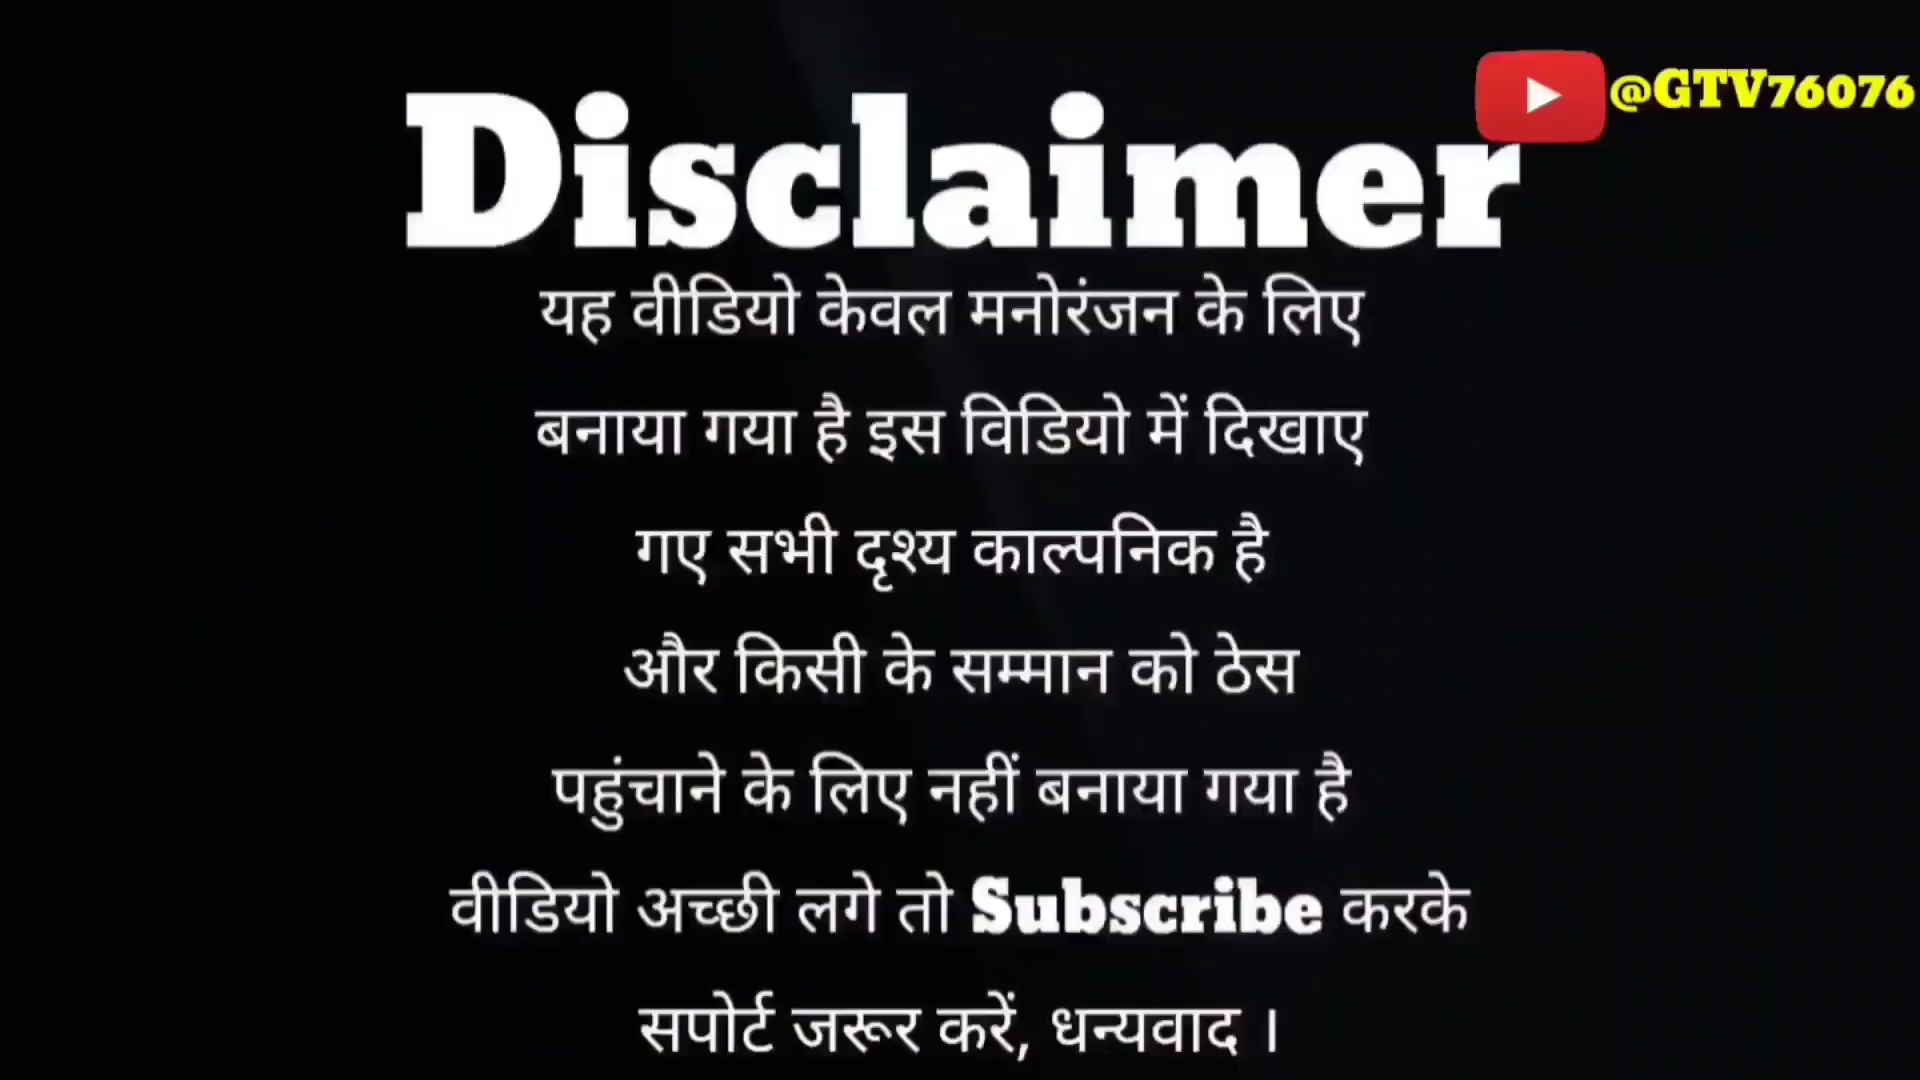 @GTV76076
Disclaimer
यह वीडियो केवल मनोरंजन के लिए
बनाया गया है इस विडियो में दिखाए
गए सभी दृश्य काल्पनिक है
और किसी के सम्मान को ठेस
पहुंचाने के लिए नहीं बनाया गया है
वीडियो अच्छी लगे तो Subscribe करके
सपोर्ट जरूर करें, धन्यवाद ।